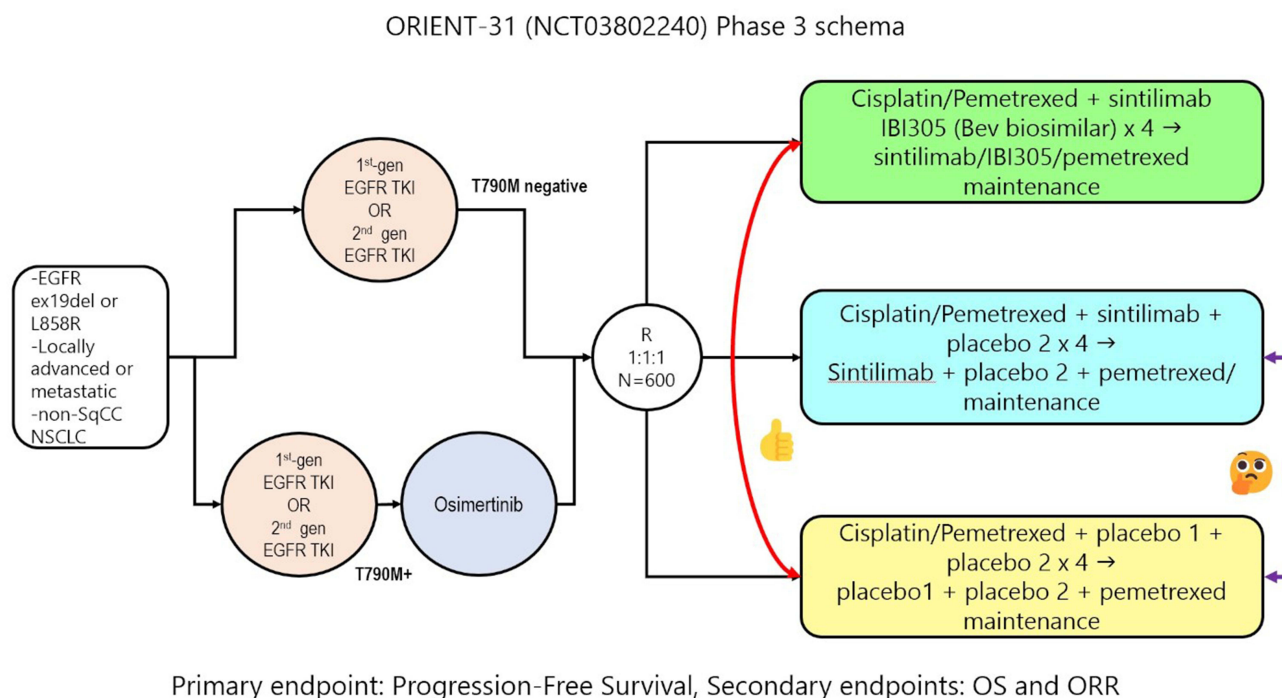 ORIENT-31 (NCT03802240) Phase 3 schema
-EGFR
ex19del or
L858R
-Locally
advanced or
metastatic
-non-SqCC
NSCLC
1st-gen
EGFR TKI
OR
2nd gen
EGFR TKI
T790M negative
1st-gen
EGFR TKI
OR
2nd gen
EGFR TKI
T790M+
Osimertinib
R
1:1:1
N=600
Cisplatin/Pemetrexed + sintilimab
IBI305 (Bev biosimilar) x 4 →
sintilimab/IBI305/pemetrexed
maintenance
Cisplatin/Pemetrexed + sintilimab +
placebo 2 x 4 →
Sintilimab + placebo 2 + pemetrexed/
maintenance
Cisplatin/Pemetrexed + placebo 1 +
placebo 2 x 4 →
placebo1 + placebo 2 + pemetrexed
maintenance
Primary endpoint: Progression-Free Survival, Secondary endpoints: OS and ORR